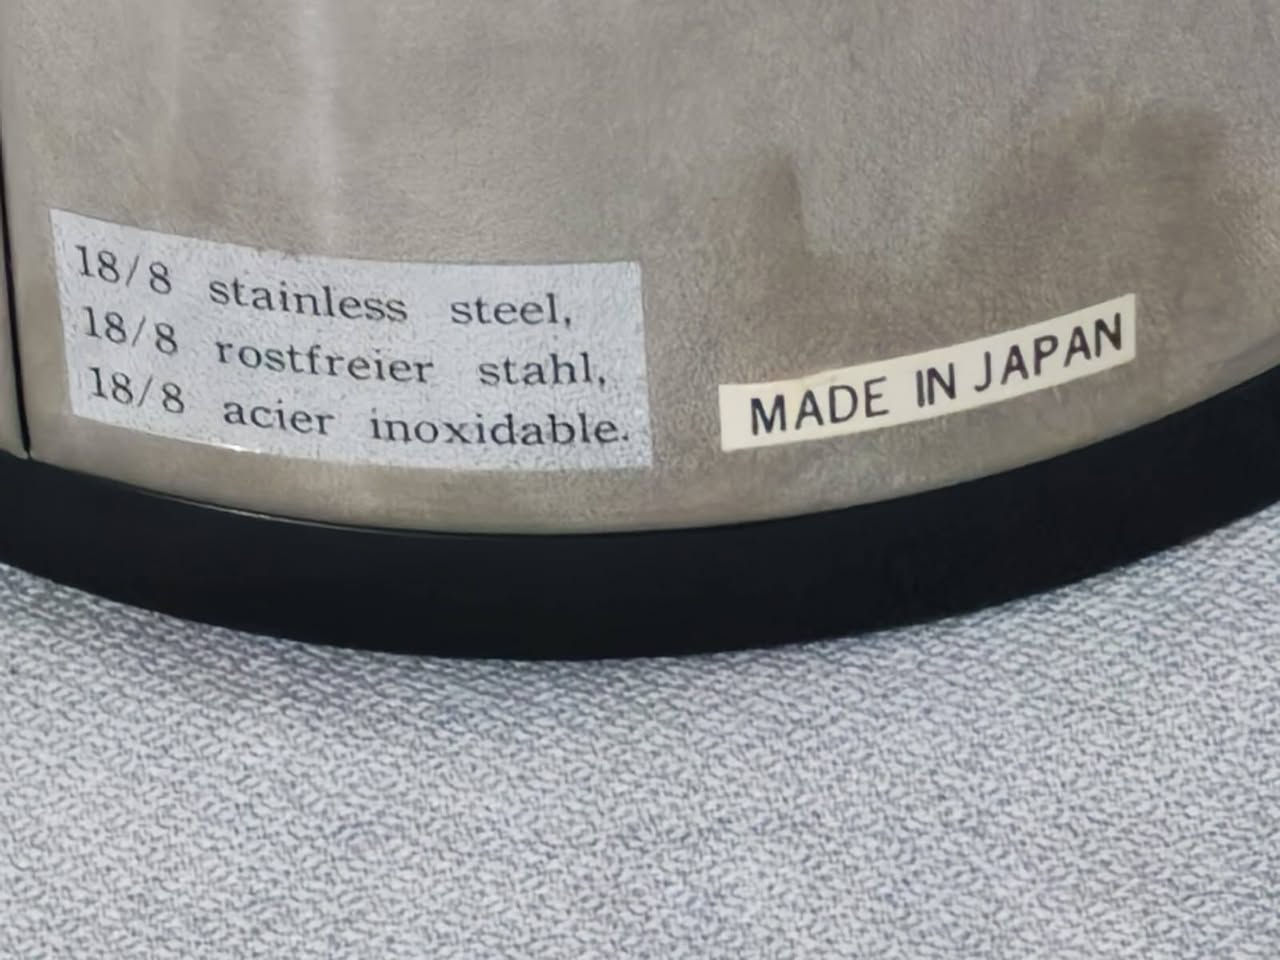 18/8 stainless steel,
18/8 rostfreier stahl,
18/8 acier inoxidable.
MADE IN JAPAN